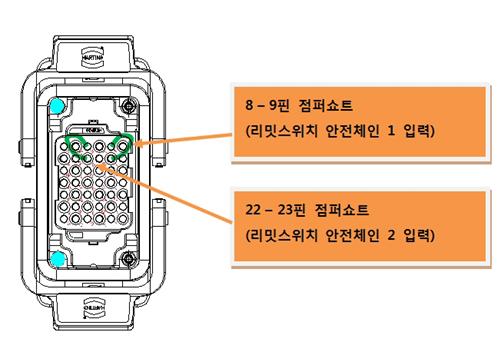 HARTING
8 – 9핀 점퍼쇼트
(리밋스위치 안전체인 1 입력)
22 – 23핀 점퍼쇼트
(리밋스위치 안전체인 2 입력)